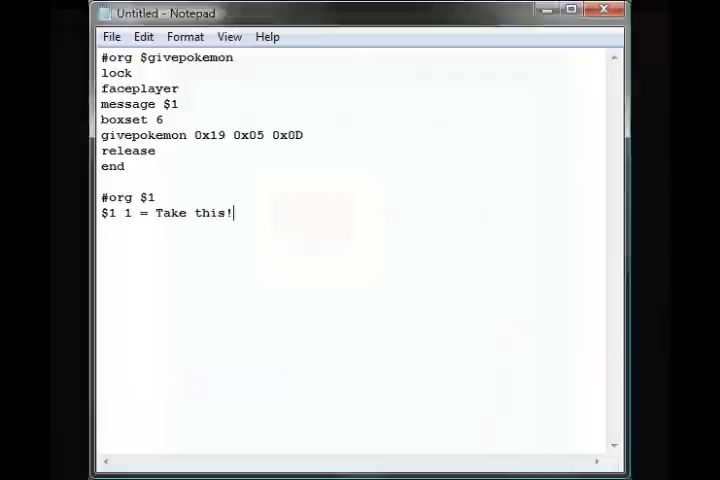 Untitled - Notepad
File Edit Format View Help
#org $givepokemon
lock
faceplayer
message $1
boxset 6
givepokemon 0x19 0x05 0x0D
release
end
#org $1
$1 1 = Take this!